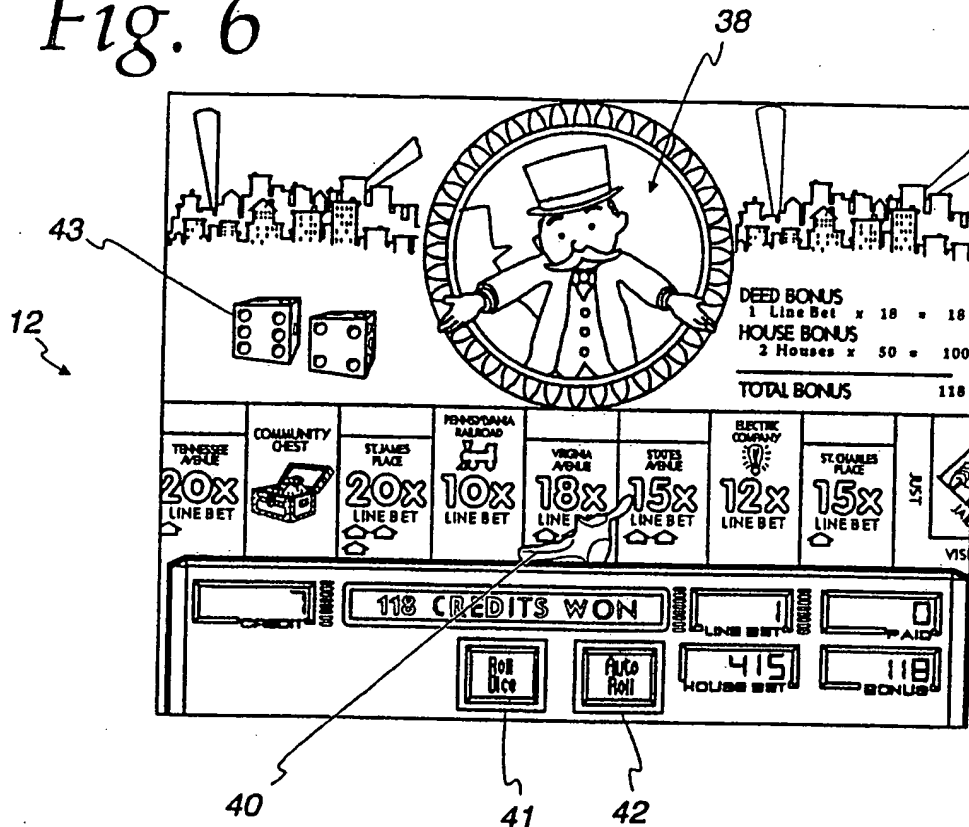 Fig. 6
38
43
12
DEED BONUS
1 Line Bet x 18 = 18
HOUSE BONUS
2 Houses x 50 = 100
TOTAL BONUS 118
TENNESSEE AVENUE
20x
LINE BET
COMMUNITY CHEST
ST. JAMES PLACE
20x
LINE BET
PENNSYLVANIA RAILROAD
10x
LINE BET
VIRGINIA AVENUE
18x
LINE
STATES AVENUE
15x
LINE BET
ELECTRIC COMPANY
12x
LINE BET
ST. CHARLES PLACE
15x
LINE BET
JUST
VISI
CREDIT
118 CREDITS WON
1
LINE BET
0
PAID
Roll Dice
Auto Roll
415
HOUSE SET
118
BONUS
40
41
42